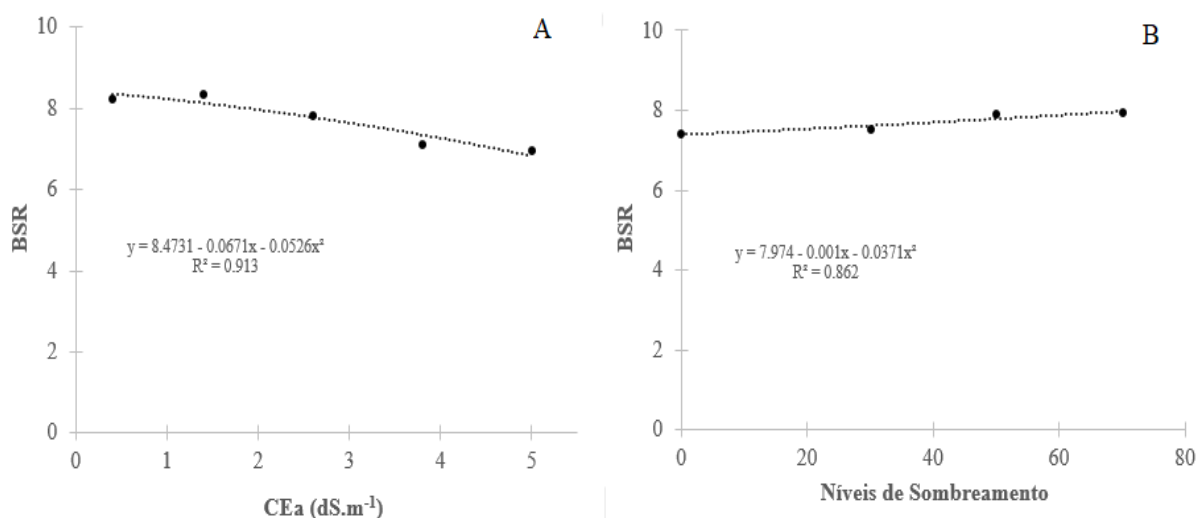 A
10
8
6
4
2
0
BSR
y = 8.4731 - 0.0671x - 0.0526x²
R² = 0.913
0 1 2 3 4 5
CEa (dS.m⁻¹)
B
10
8
6
4
2
0
BSR
y = 7.974 - 0.001x - 0.0371x²
R² = 0.862
0 20 40 60 80
Níveis de Sombreamento